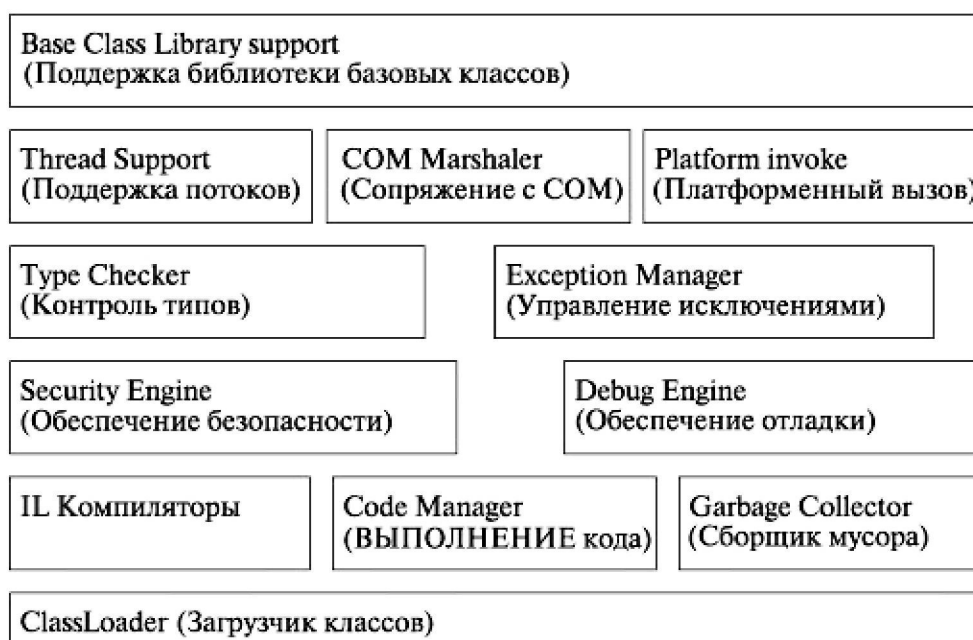 Base Class Library support
(Поддержка библиотеки базовых классов)
Thread Support
(Поддержка потоков)
COM Marshaler
(Сопряжение с COM)
Platform invoke
(Платформенный вызов)
Type Checker
(Контроль типов)
Exception Manager
(Управление исключениями)
Security Engine
(Обеспечение безопасности)
Debug Engine
(Обеспечение отладки)
IL Компиляторы
Code Manager
(ВЫПОЛНЕНИЕ кода)
Garbage Collector
(Сборщик мусора)
ClassLoader (Загрузчик классов)